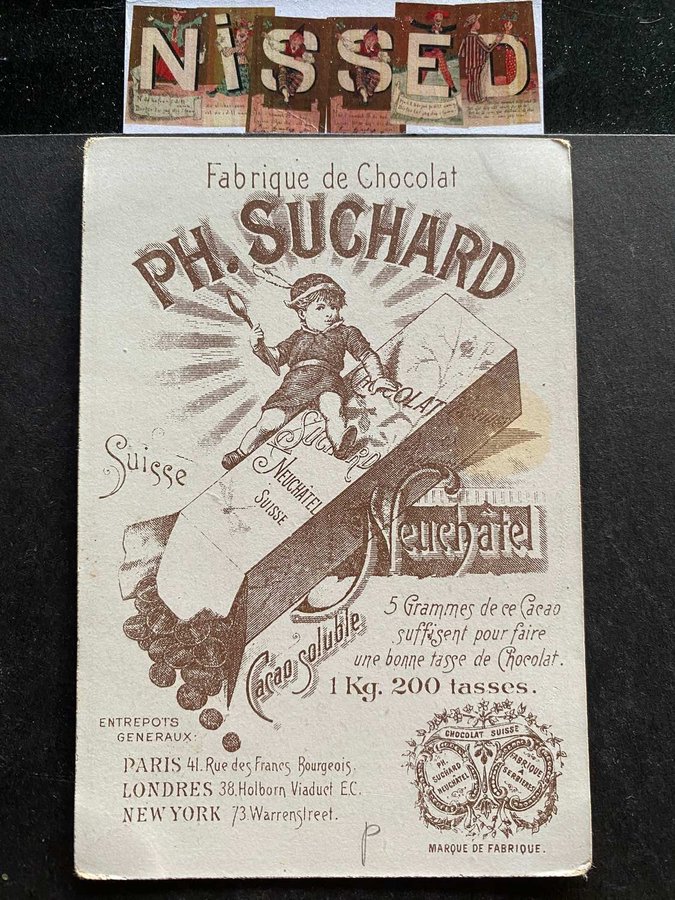 NiSSED
Fabrique de Chocolat
PH. SUCHARD
CHOCOLAT
SUCHARD
NEUCHÂTEL
SUISSE
Suisse
Neuchâtel
Cacao soluble
5 Grammes de ce Cacao
suffisent pour faire
une bonne tasse de Chocolat.
1 Kg. 200 tasses.
ENTREPOTS
GENERAUX:
PARIS 41. Rue des Francs Bourgeois.
LONDRES 38. Holborn Viaduct E.C.
NEW YORK 73. Warrenstreet.
CHOCOLAT SUISSE
PH.
SUCHARD
NEUCHÂTEL
FABRIQUE
A
SERRIÈRES
MARQUE DE FABRIQUE.
P